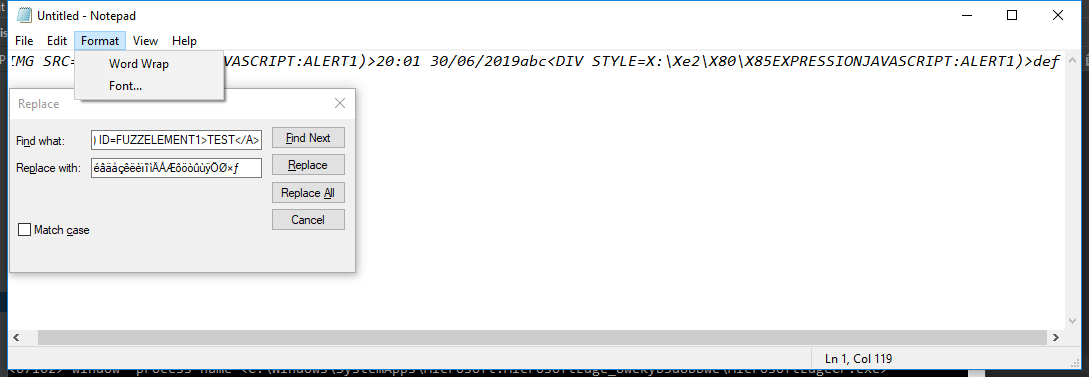 Untitled - Notepad
File Edit Format View Help
IMG SRC= VASCRIPT:ALERT1)>20:01 30/06/2019abc<DIV STYLE=X:\Xe2\X80\X85EXPRESSIONJAVASCRIPT:ALERT1)>def
Word Wrap
Font...
Replace
Find what: ) ID=FUZZELEMENT1>TEST</A> Find Next
Replace with: Replace
Replace All
Cancel
Match case
Ln 1, Col 119